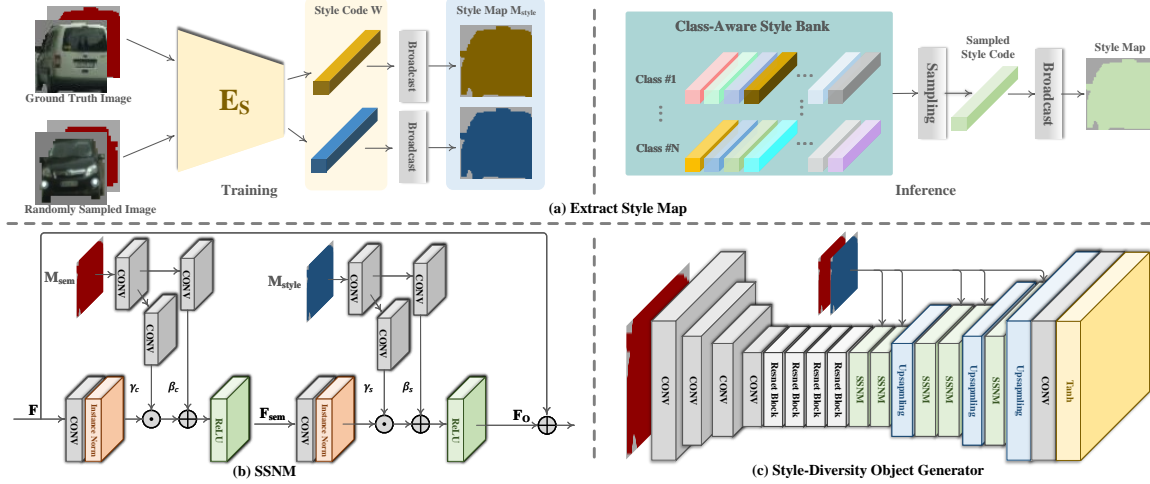 Style Code W
Style Map Mstyle
Ground Truth Image
ES
Broadcast
Broadcast
Randomly Sampled Image
Training
Class-Aware Style Bank
Class #1
...
...
...
Class #N
...
Sampling
Sampled
Style Code
Broadcast
Style Map
Inference
(a) Extract Style Map
Msem
CONV
CONV
CONV
Mstyle
CONV
CONV
CONV
F
CONV
Instance Norm
γc
βc
ReLU
Fsem
CONV
Instance Norm
γs
βs
ReLU
FO
(b) SSNM
CONV
CONV
CONV
CONV
Resnet Block
Resnet Block
Resnet Block
Resnet Block
SSNM
SSNM
Upsapmling
SSNM
SSNM
Upsapmling
SSNM
Upsapmling
CONV
Tanh
(c) Style-Diversity Object Generator